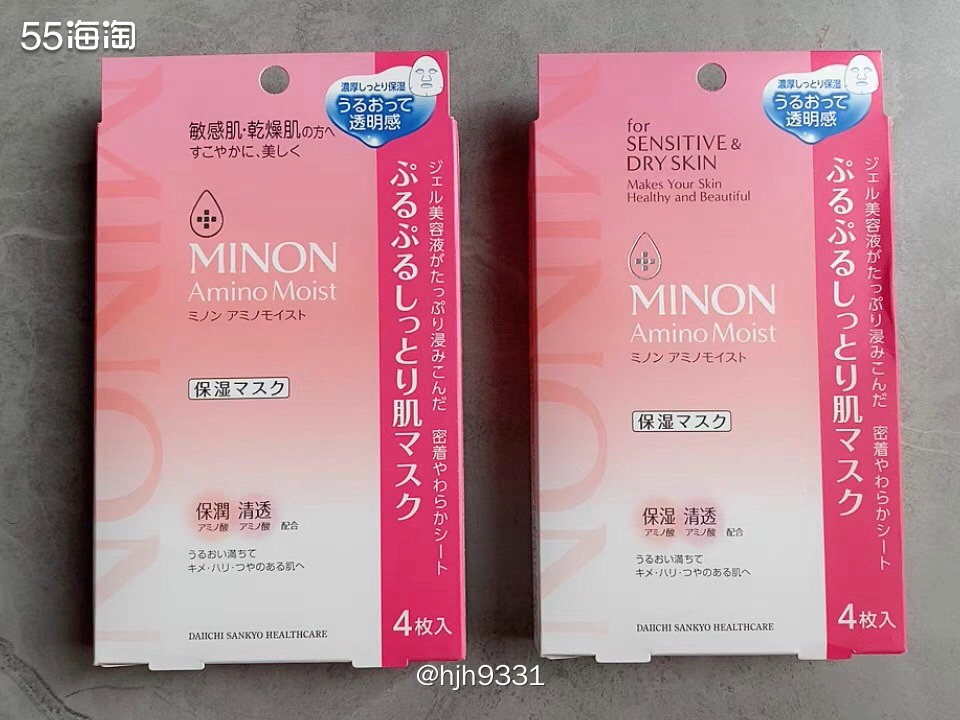 55海淘
濃厚しっとり保湿
うるおって
透明感
敏感肌・乾燥肌の方へ
すこやかに、美しく
MINON
Amino Moist
ミノン アミノモイスト
保湿マスク
保潤 清透
アミノ酸 アミノ酸 配合
うるおい満ちて
キメ・ハリ・つやのある肌へ
DAIICHI SANKYO HEALTHCARE
ジェル美容液がたっぷり浸みこんだ 密着やわらかシート
ぷるぷるしっとり肌マスク
4枚入
MINON
濃厚しっとり保湿
うるおって
透明感
for
SENSITIVE &
DRY SKIN
Makes Your Skin
Healthy and Beautiful
MINON
Amino Moist
ミノン アミノモイスト
保湿マスク
保湿 清透
アミノ酸 アミノ酸 配合
うるおい満ちて
キメ・ハリ・つやのある肌へ
DAIICHI SANKYO HEALTHCARE
ジェル美容液がたっぷり浸みこんだ 密着やわらかシート
ぷるぷるしっとり肌マスク
4枚入
MINON
@hjh9331